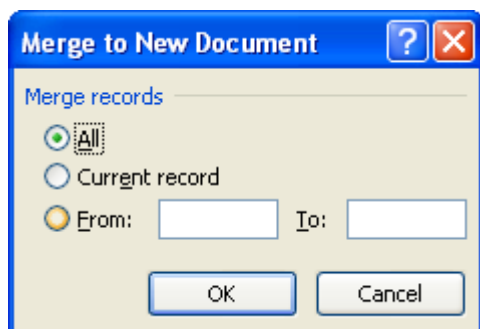 Merge to New Document ?
Merge records
All
Current record
From: To:
OK Cancel